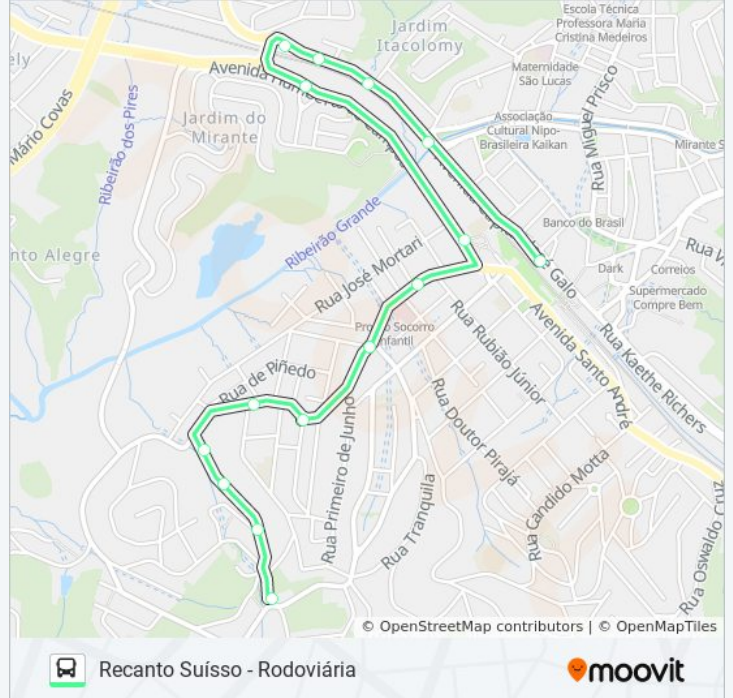 Escola Técnica
Professora Maria
Cristina Medeiros
Jardim
Itacolomy
Maternidade
São Lucas
Rua Miguel Prisco
Mário Covas
Ribeirão dos Pires
Avenida
Jardim do
Mirante
Associação
Cultural Nipo-
Brasileira Kaikan
Mirante S
Ribeirão Grande
Banco do Brasil
nto Alegre
Galo
Dark
Correios
Supermercado
Compre Bem
Rua José Mortari
Rua Kaethe Richers
Avenida Santo André
Rua Rubião Júnior
Socorro
nfantil
Rua de Piñedo
Rua Doutor Pirajá
Rua Primeiro de Junho
Rua Tranquila
Rua Candido Motta
Rua Oswaldo Cruz
© OpenStreetMap contributors | © OpenMapTiles
Recanto Suísso - Rodoviária
moovit